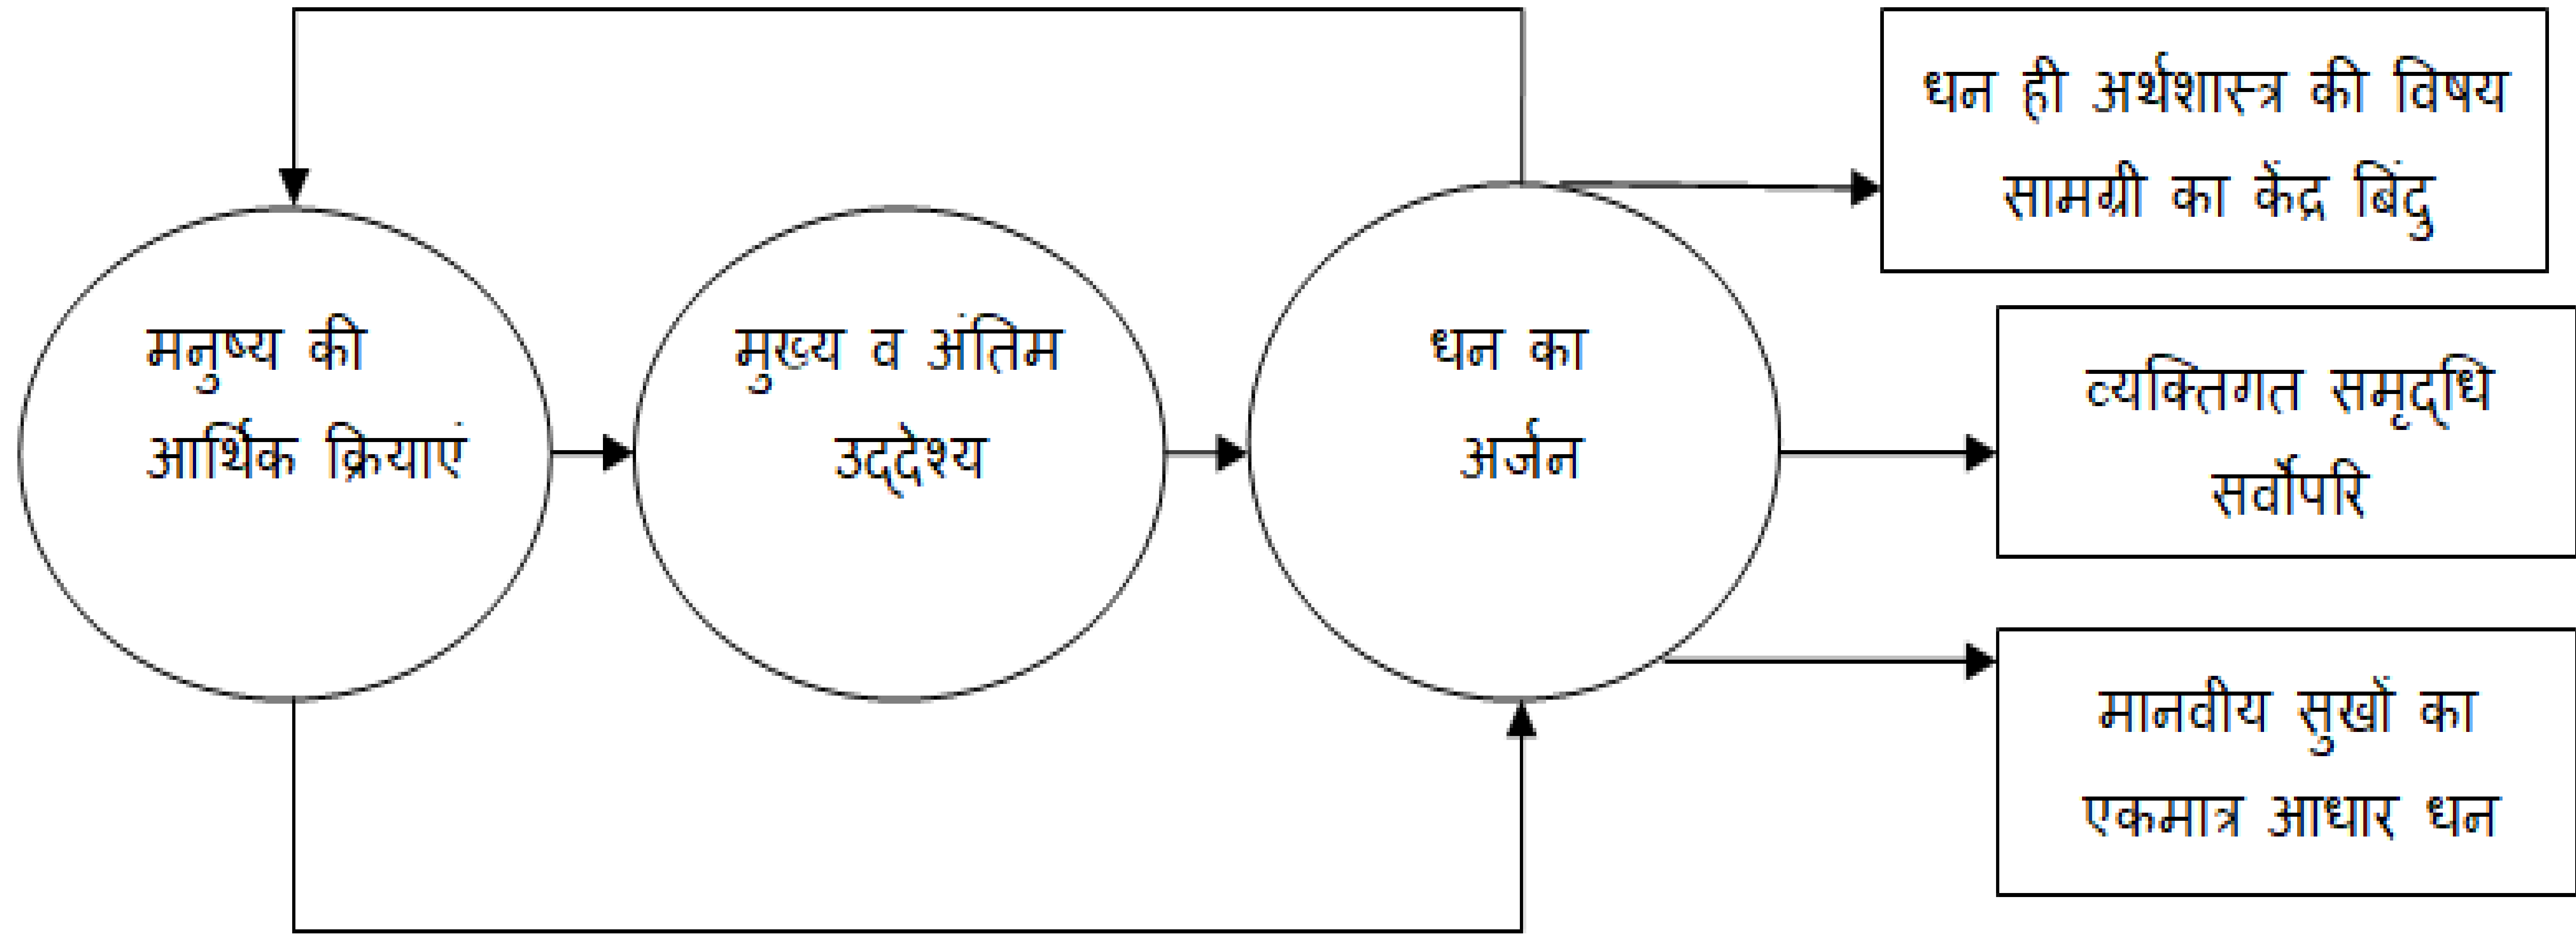 मनुष्य की
आर्थिक क्रियाएं
मुख्य व अंतिम
उद्देश्य
धन का
अर्जन
धन ही अर्थशास्त्र की विषय
सामग्री का केंद्र बिंदु
व्यक्तिगत समृद्धि
सर्वोपरि
मानवीय सुखों का
एकमात्र आधार धन